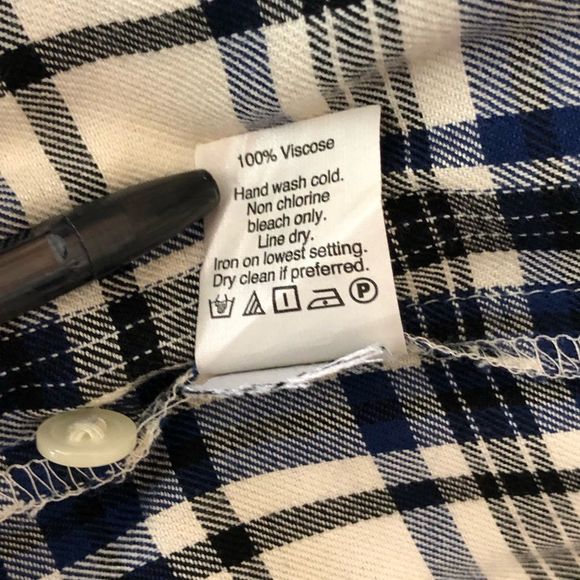 100% Viscose
Hand wash cold.
Non chlorine
bleach only.
Line dry.
Iron on lowest setting.
Dry clean if preferred.
P